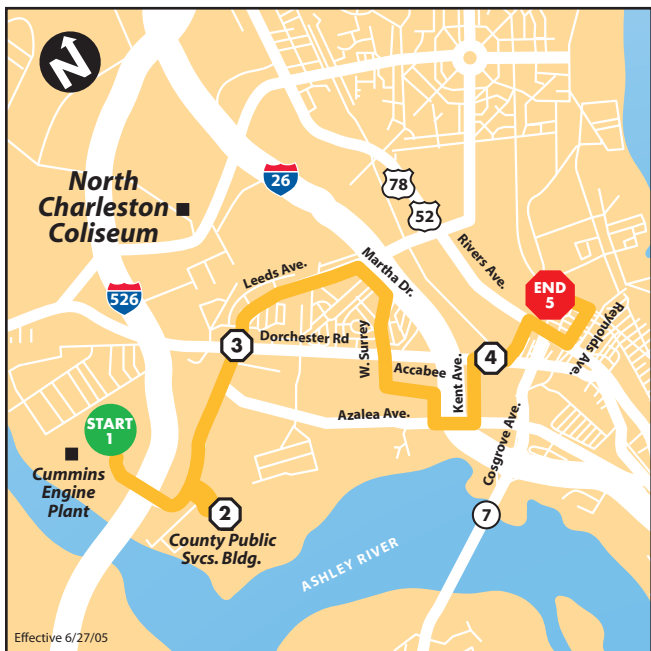 N
North
Charleston
Coliseum
26
78
52
526
Leeds Ave.
Martha Dr.
Rivers Ave.
END
5
Reynolds Ave.
3
Dorchester Rd
W. Surrey
Accabee
Kent Ave.
4
START
1
Azalea Ave.
Cosgrove Ave.
Cummins
Engine
Plant
2
County Public
Svcs. Bldg.
7
ASHLEY RIVER
Effective 6/27/05